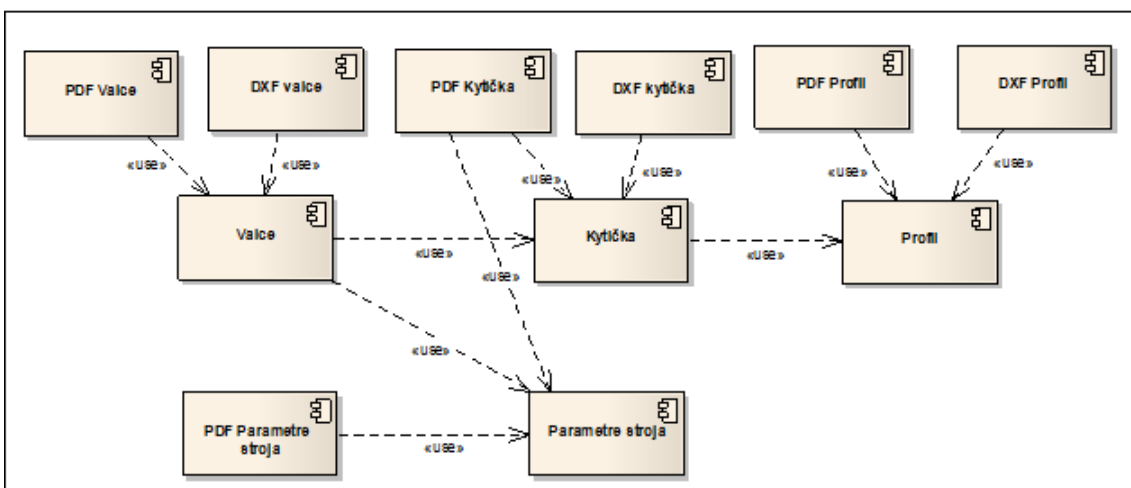 PDF Valce
DXF valce
PDF Kytička
DXF kytička
PDF Profil
DXF Profil
«use»
«use»
«use»
«use»
«use»
«use»
Valce
Kytička
Profil
«use»
«use»
«use»
«use»
PDF Parametre
stroja
Parametre stroja
«use»